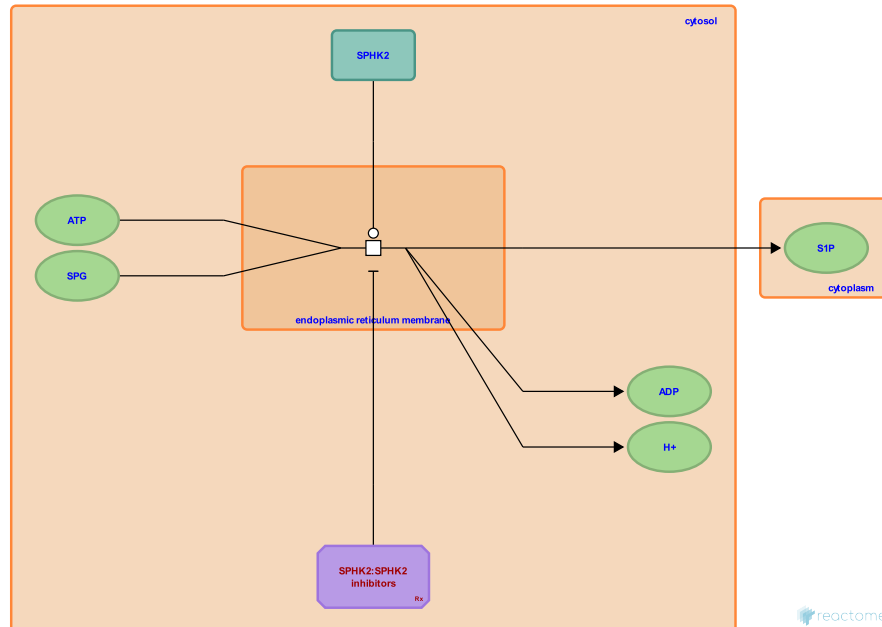 cytosol
SPHK2
ATP
SPG
S1P
cytoplasm
endoplasmic reticulum membrane
ADP
H+
SPHK2:SPHK2
inhibitors
Rx
reactome